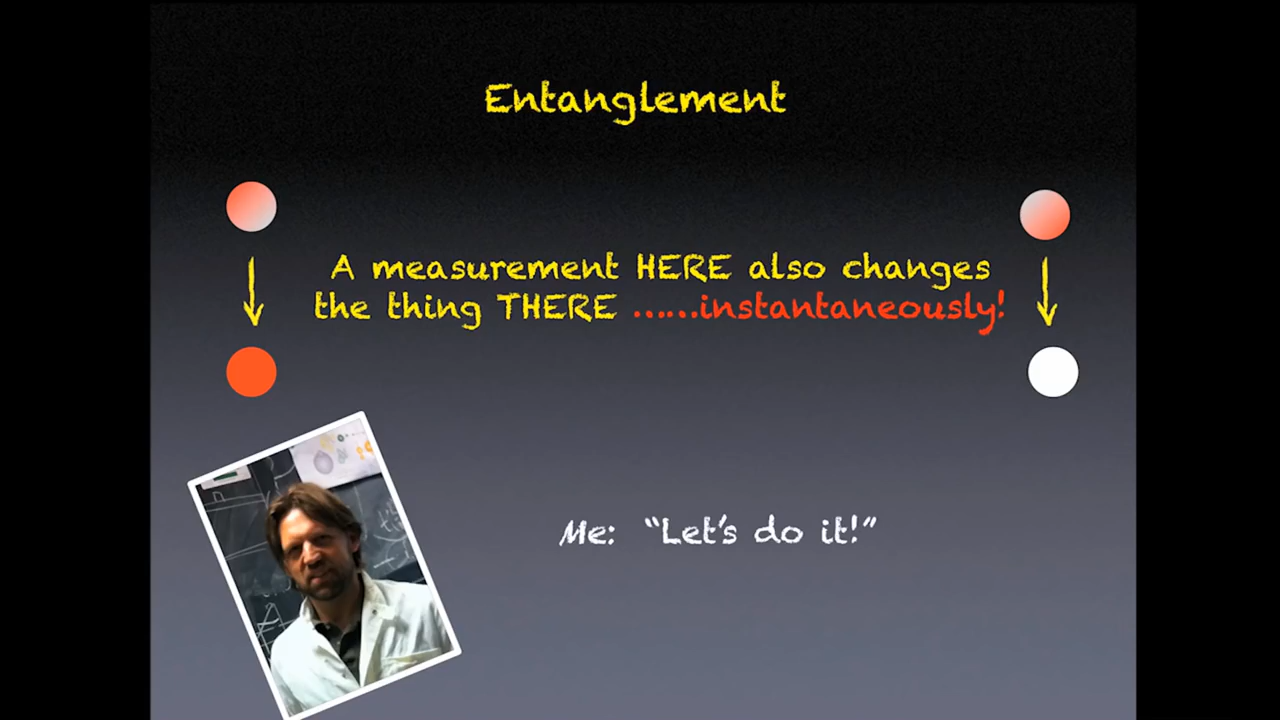 Entanglement
A measurement HERE also changes
the thing THERE ......instantaneously!
Me: “Let’s do it!”